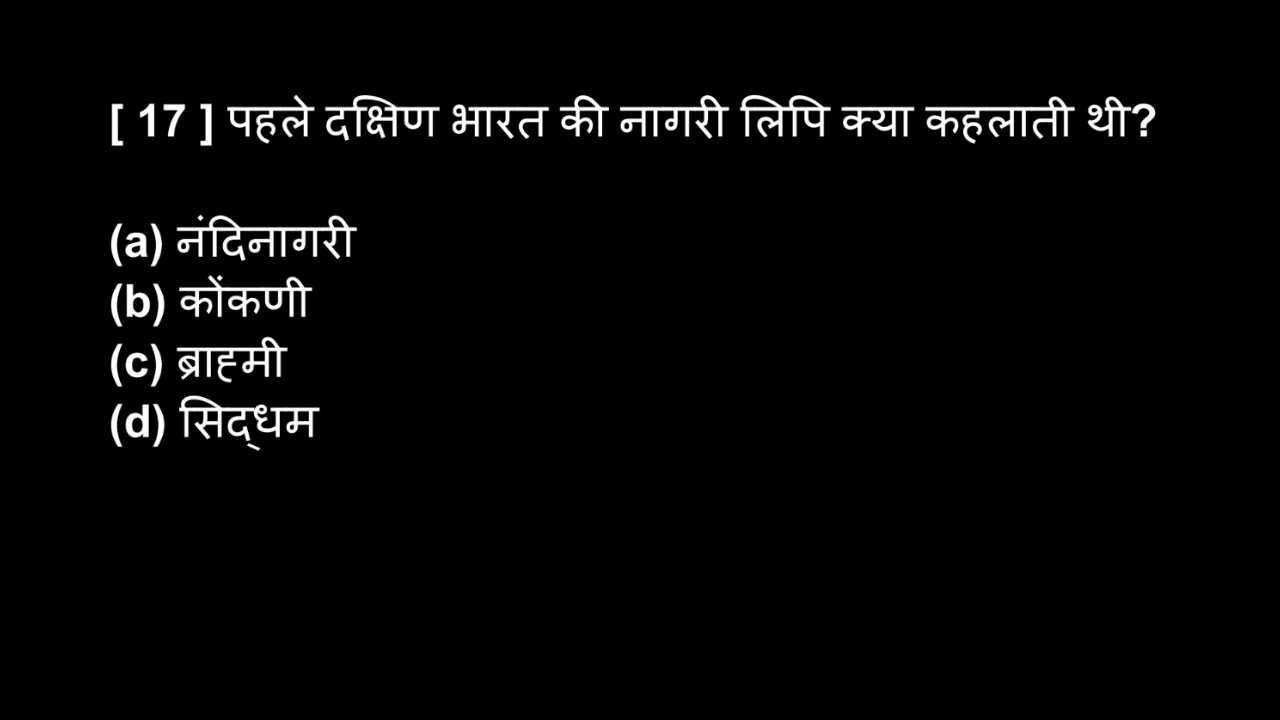 [ 17 ] पहले दक्षिण भारत की नागरी लिपि क्या कहलाती थी?
(a) नंदिनागरी
(b) कोंकणी
(c) ब्राह्मी
(d) सिद्धम